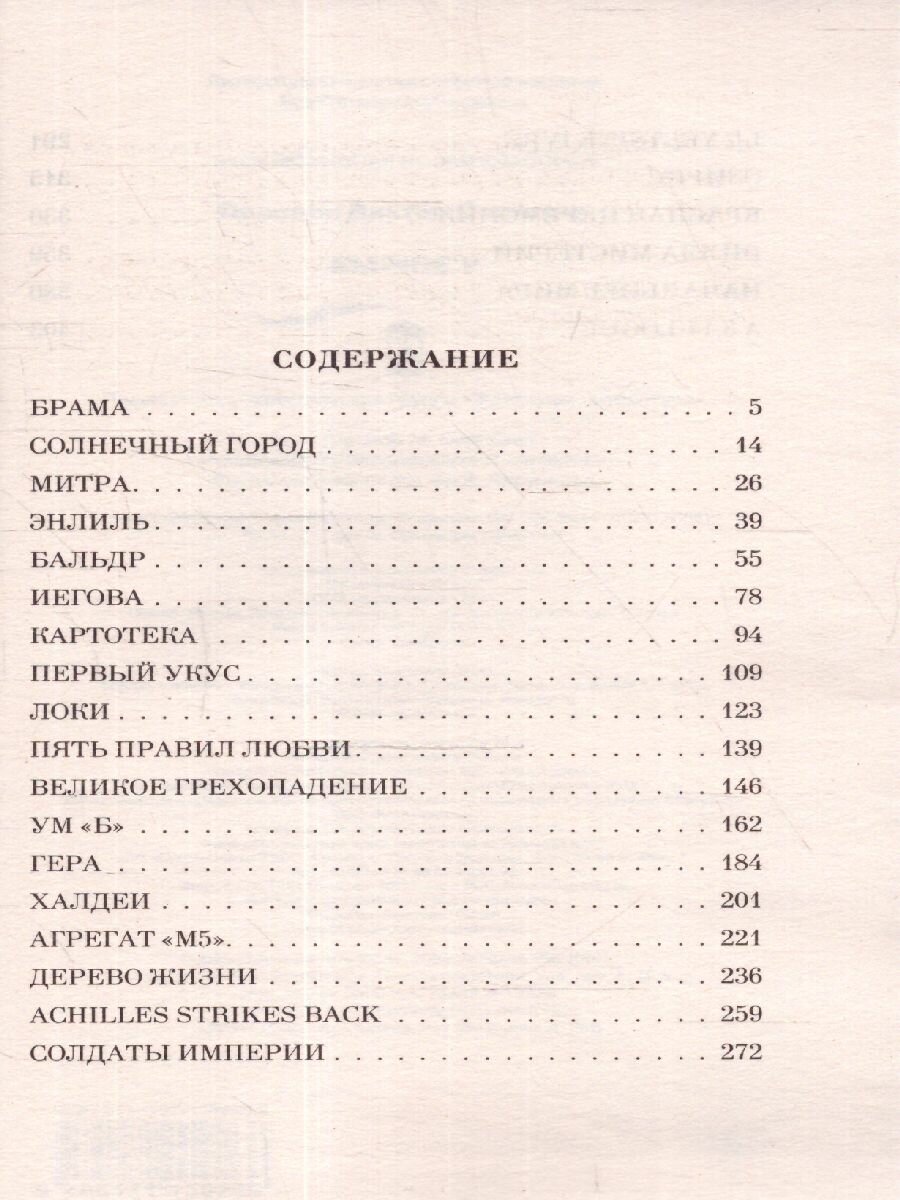 СОДЕРЖАНИЕ
БРАМА . . . . . . . . . . . . . . . . . . . . . . . . . . . . . 5
СОЛНЕЧНЫЙ ГОРОД . . . . . . . . . . . . . . . . . . . 14
МИТРА. . . . . . . . . . . . . . . . . . . . . . . . . . . . 26
ЭНЛИЛЬ . . . . . . . . . . . . . . . . . . . . . . . . . . . 39
БАЛЬДР . . . . . . . . . . . . . . . . . . . . . . . . . . . 55
ИЕГОВА . . . . . . . . . . . . . . . . . . . . . . . . . . . 78
КАРТОТЕКА . . . . . . . . . . . . . . . . . . . . . . . . 94
ПЕРВЫЙ УКУС . . . . . . . . . . . . . . . . . . . . . . 109
ЛОКИ . . . . . . . . . . . . . . . . . . . . . . . . . . . . 123
ПЯТЬ ПРАВИЛ ЛЮБВИ. . . . . . . . . . . . . . . . . 139
ВЕЛИКОЕ ГРЕХОПАДЕНИЕ . . . . . . . . . . . . . . 146
УМ «Б» . . . . . . . . . . . . . . . . . . . . . . . . . . . 162
ГЕРА . . . . . . . . . . . . . . . . . . . . . . . . . . . . 184
ХАЛДЕИ . . . . . . . . . . . . . . . . . . . . . . . . . . 201
АГРЕГАТ «М5». . . . . . . . . . . . . . . . . . . . . . . 221
ДЕРЕВО ЖИЗНИ . . . . . . . . . . . . . . . . . . . . . 236
ACHILLES STRIKES BACK . . . . . . . . . . . . . . . 259
СОЛДАТЫ ИМПЕРИИ . . . . . . . . . . . . . . . . . . 272